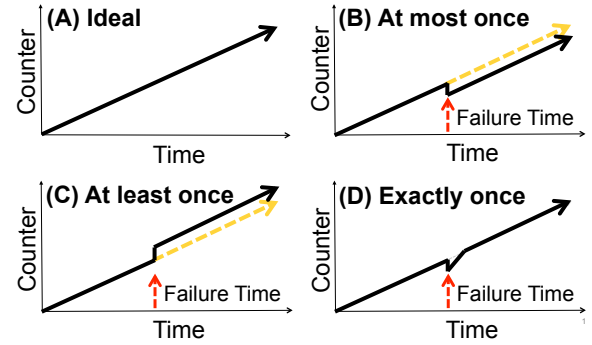 (A) Ideal
Counter
Time
(B) At most once
Counter
Failure Time
Time
(C) At least once
Counter
Failure Time
Time
(D) Exactly once
Counter
Failure Time
Time
1